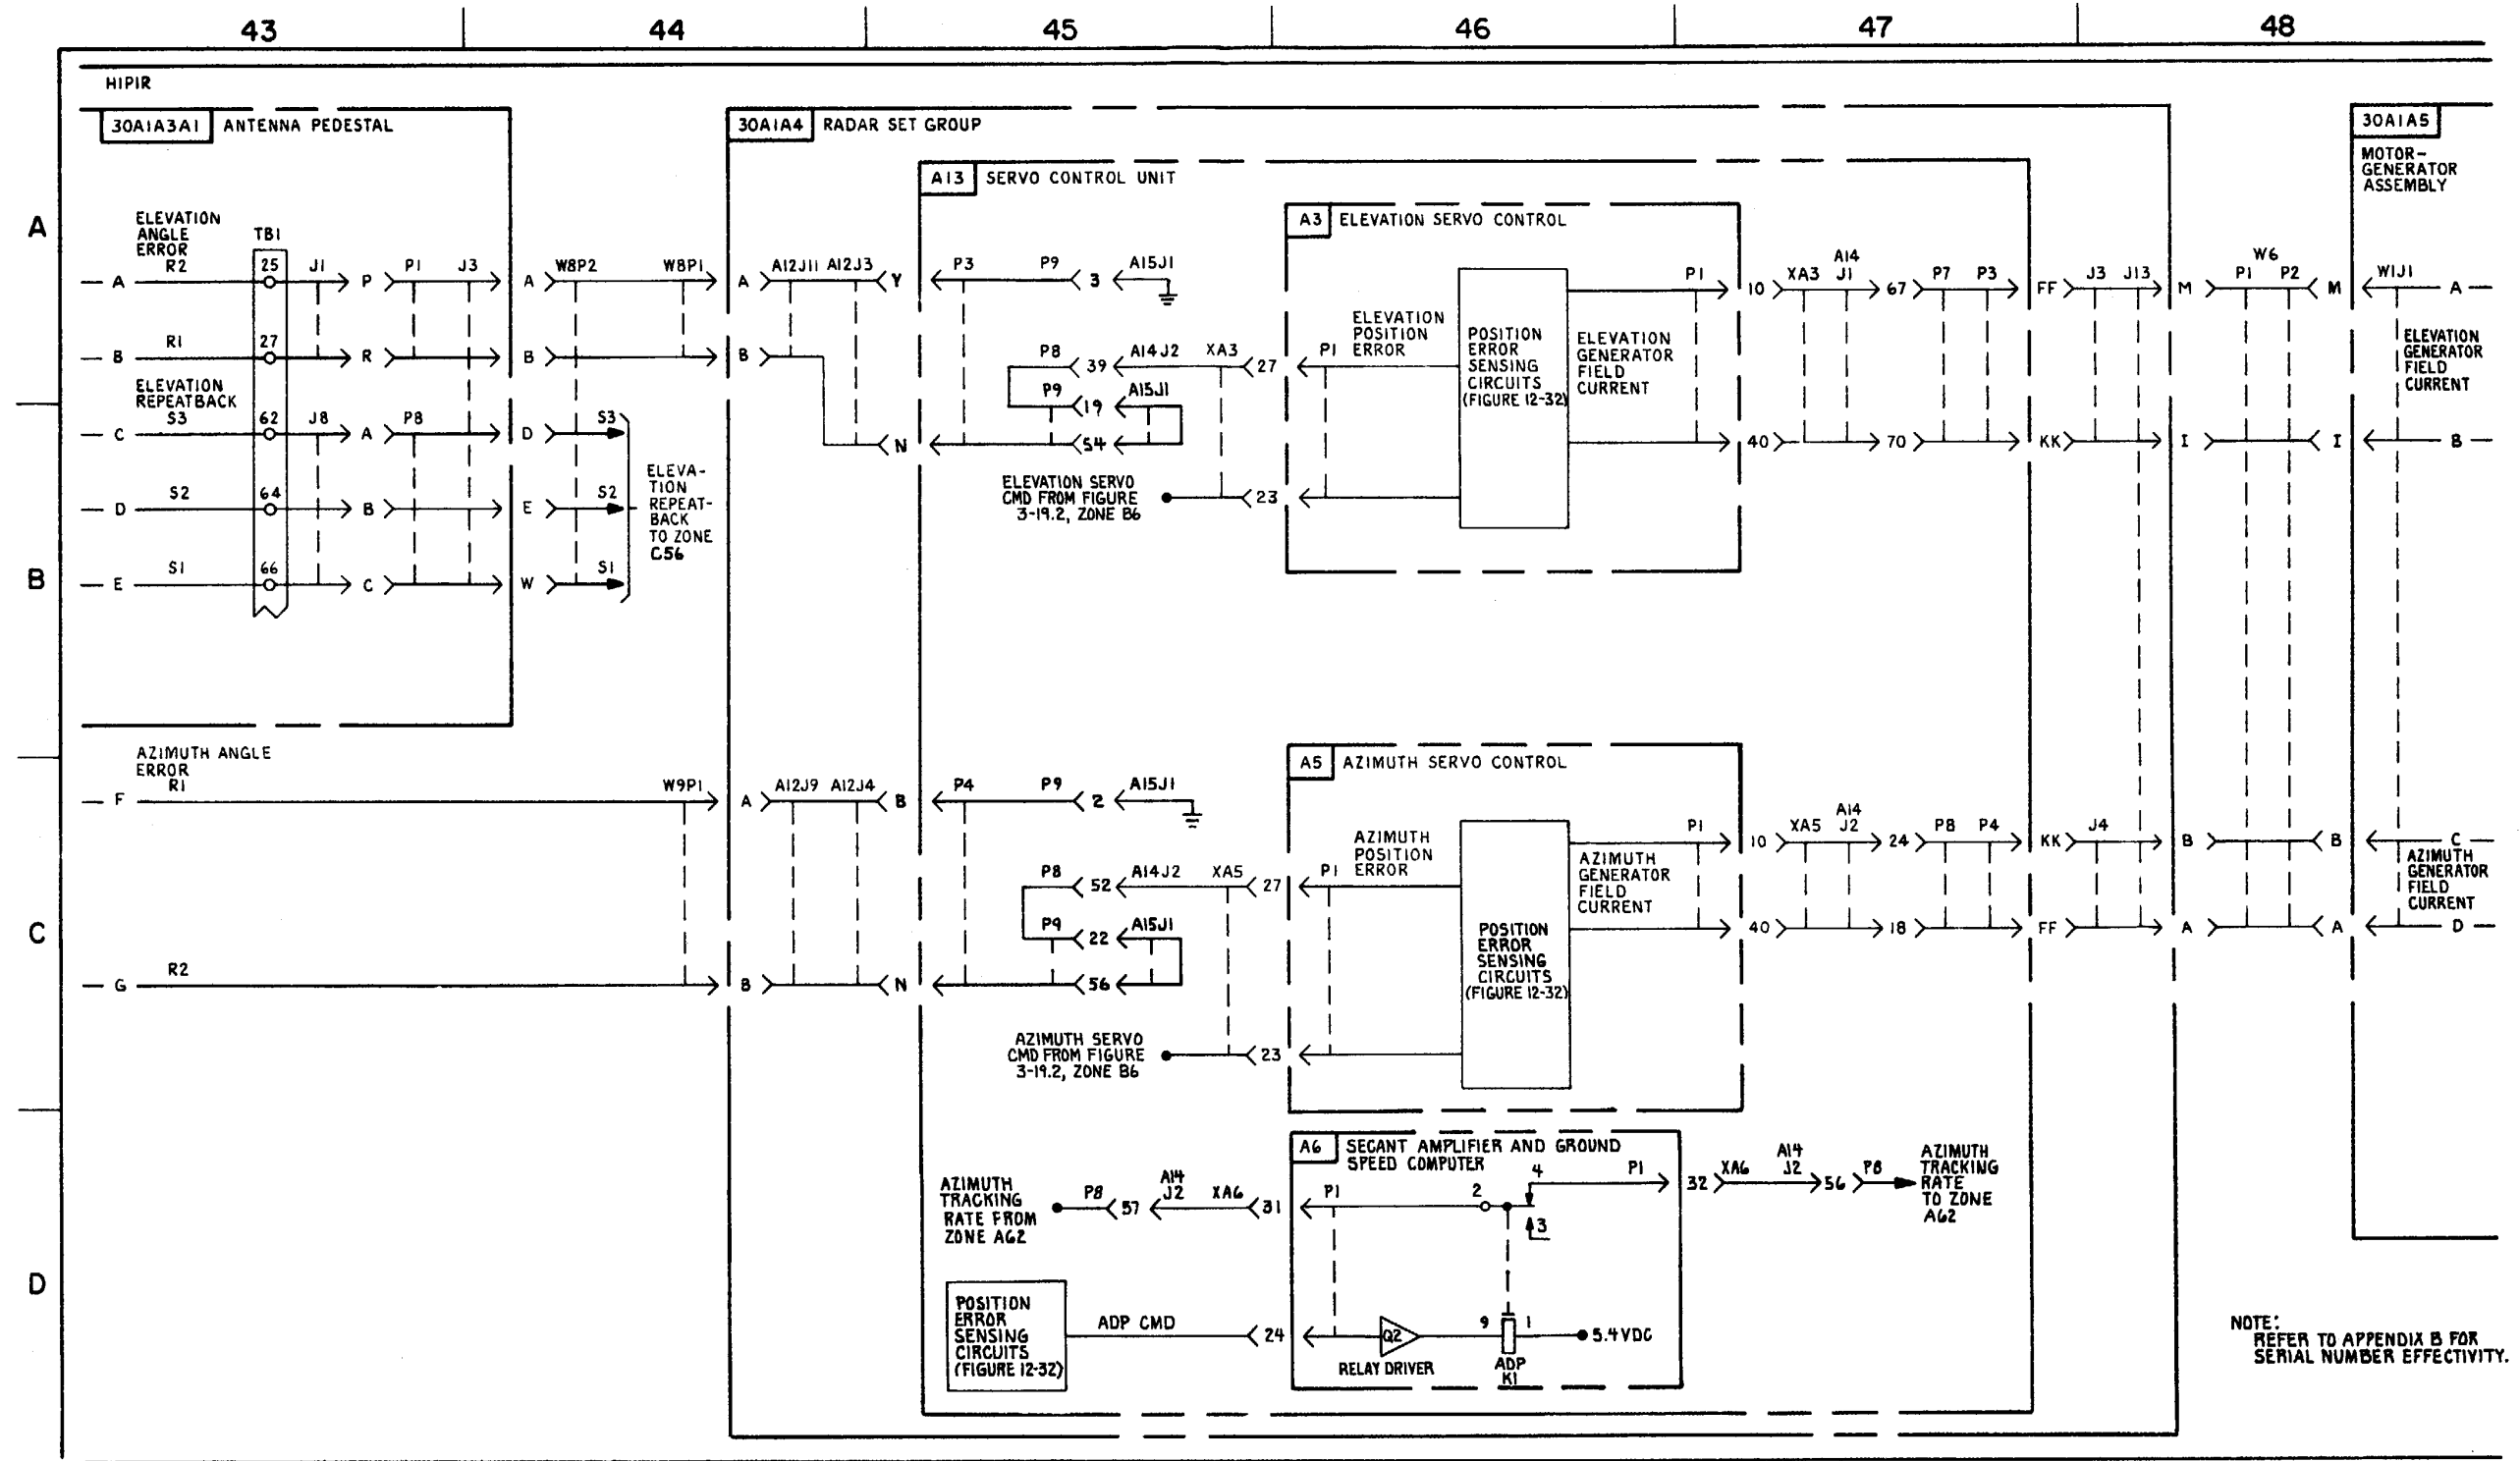 43 44 45 46 47 48
HIPIR
30A1A3A1 ANTENNA PEDESTAL
30A1A4 RADAR SET GROUP
30A1A5
MOTOR-
GENERATOR
ASSEMBLY
A13 SERVO CONTROL UNIT
A3 ELEVATION SERVO CONTROL
A
ELEVATION
ANGLE
ERROR
TB1
A R2 25 J1 P P1 J3 A W8P2 W8P1 A A12J11 A12J3 Y P3 P9 3 A15J1
P1 10 XA3 A14 J1 67 P7 P3 FF J3 J13 M W6 P1 P2 M W1J1 A
B R1 27 R B B
ELEVATION
POSITION
ERROR
POSITION
ERROR
SENSING
CIRCUITS
(FIGURE 12-32)
ELEVATION
GENERATOR
FIELD
CURRENT
ELEVATION
GENERATOR
FIELD
CURRENT
P8 39 A14J2 XA3 27 P1
P9 19 A15J1
ELEVATION
REPEATBACK
C S3 62 J8 A P8 D S3
N 54
40 70 KK I I B
ELEVA-
TION
REPEAT-
BACK
TO ZONE
C56
D S2 64 B E S2
ELEVATION SERVO
CMD FROM FIGURE
3-19.2, ZONE B6
23
B
E S1 66 C W S1
AZIMUTH ANGLE
ERROR
A5 AZIMUTH SERVO CONTROL
F R1 W9P1 A A12J9 A12J4 B P4 P9 2 A15J1
AZIMUTH
POSITION
ERROR
P1 10 XA5 A14 J2 24 P8 P4 KK J4 B B C
AZIMUTH
GENERATOR
FIELD
CURRENT
AZIMUTH
GENERATOR
FIELD
CURRENT
P8 52 A14J2 XA5 27 P1
C
P9 22 A15J1
POSITION
ERROR
SENSING
CIRCUITS
(FIGURE 12-32)
40 18 FF A A D
G R2 B N 56
AZIMUTH SERVO
CMD FROM FIGURE
3-19.2, ZONE B6
23
A6 SECANT AMPLIFIER AND GROUND
SPEED COMPUTER
AZIMUTH
TRACKING
RATE FROM
ZONE A62
P8 57 A14 J2 XA6 31 P1 2 4 3
P1 32 XA6 A14 J2 56 P8
AZIMUTH
TRACKING
RATE
TO ZONE
A62
D
POSITION
ERROR
SENSING
CIRCUITS
(FIGURE 12-32)
ADP CMD 24 Q2 9 1 5.4VDC
RELAY DRIVER
ADP
K1
NOTE:
REFER TO APPENDIX B FOR
SERIAL NUMBER EFFECTIVITY.